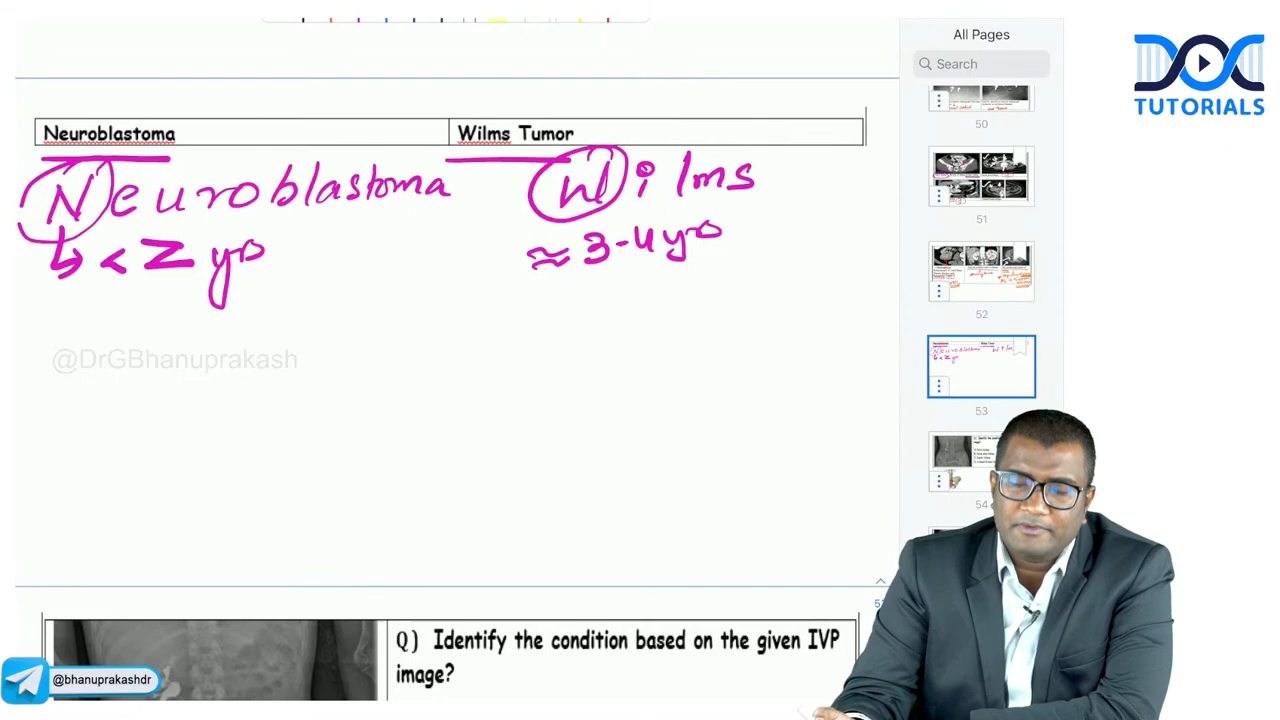 All Pages
Search
DOC
TUTORIALS
50
51
52
53
54
Neuroblastoma
Wilms Tumor
Neuroblastoma
Wilms
↳ < 2 yrs
≈ 3-4 yrs
@DrGBhanuprakash
Q) Identify the condition based on the given IVP
image?
@bhanuprakashdr